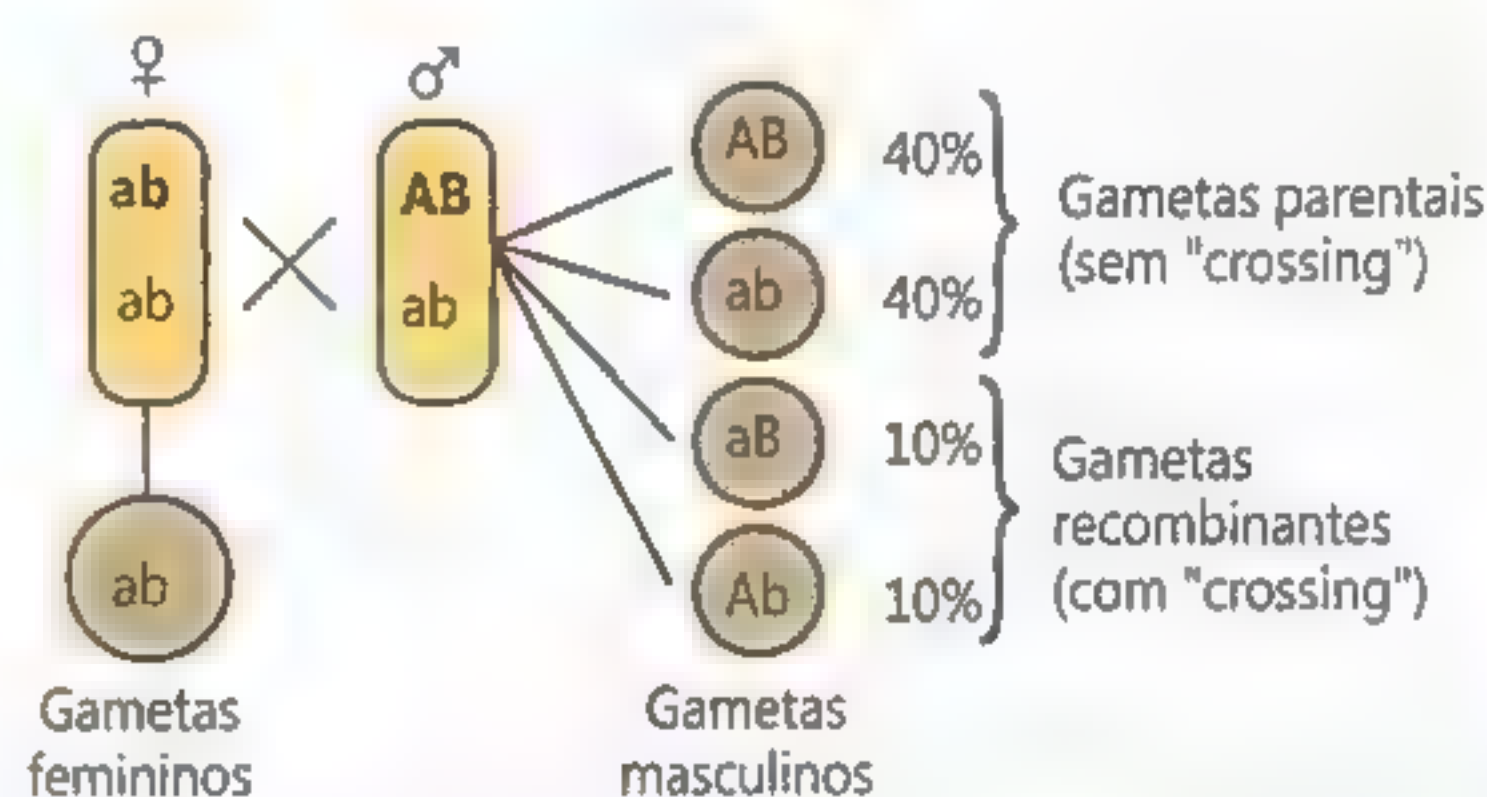 ♀ ♂
ab
ab
AB
ab
AB 40%
ab 40%
Gametas parentais
(sem "crossing")
aB 10%
Ab 10%
Gametas
recombinantes
(com "crossing")
ab
Gametas
femininos
Gametas
masculinos